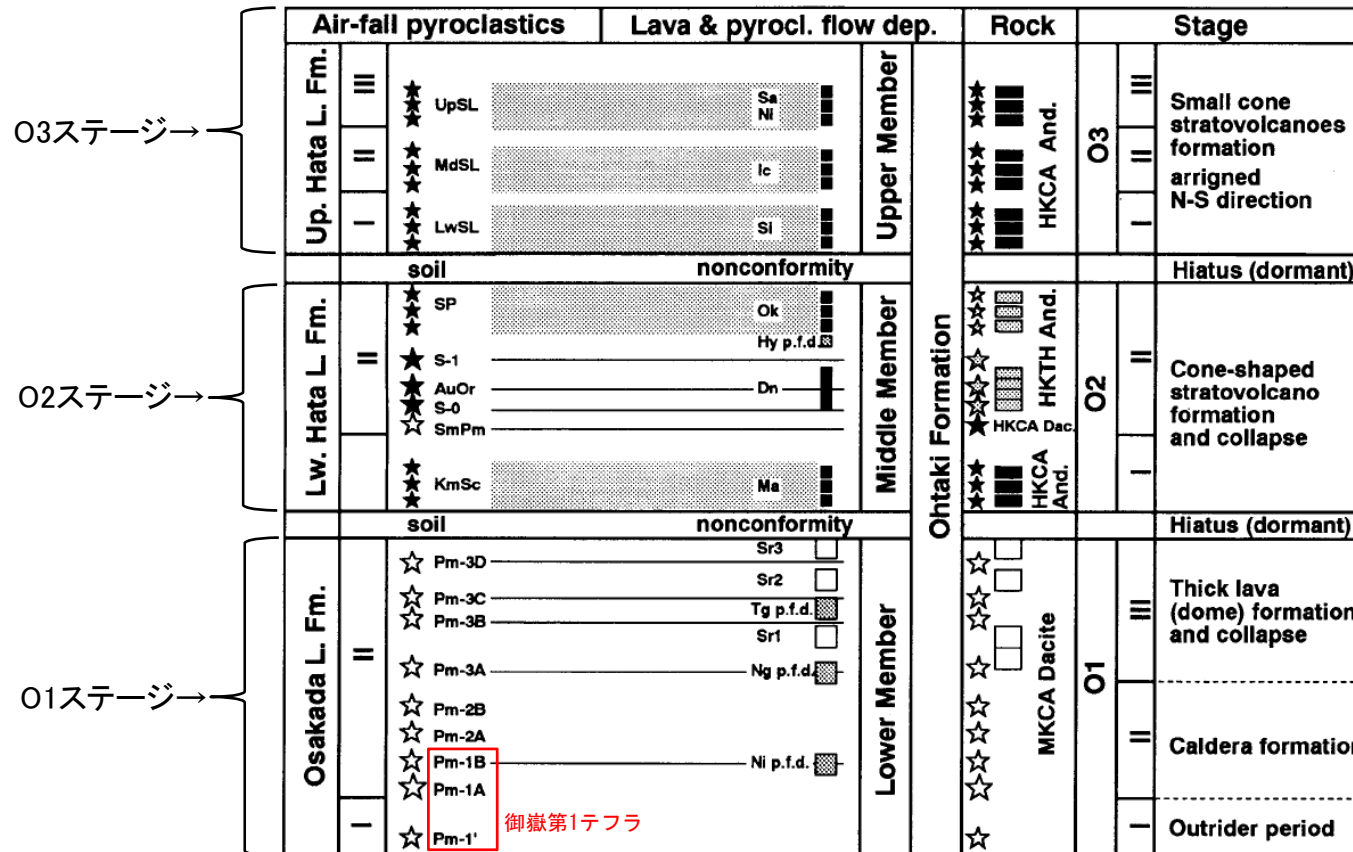 Air-fall pyroclastics
Lava & pyrocl. flow dep.
Rock
Stage
O3ステージ→
Up. Hata L. Fm.
III
II
I
UpSL
MdSL
LwSL
Sa
Ni
Ic
Si
Upper Member
HKCA And.
O3
III
II
I
Small cone
stratovolcanoes
formation
arrigned
N-S direction
soil
nonconformity
Hiatus (dormant)
O2ステージ→
Lw. Hata L. Fm.
II
I
SP
S-1
AuOr
S-0
SmPm
KmSc
Ok
Hy p.f.d.
Dn
Ma
Middle Member
Ohtaki Formation
HKTH And.
HKCA Dac.
HKCA
And.
O2
II
I
Cone-shaped
stratovolcano
formation
and collapse
soil
nonconformity
Hiatus (dormant)
O1ステージ→
Osakada L. Fm.
II
I
Pm-3D
Pm-3C
Pm-3B
Pm-3A
Pm-2B
Pm-2A
Pm-1B
Pm-1A
Pm-1'
御嶽第1テフラ
Sr3
Sr2
Tg p.f.d.
Sr1
Ng p.f.d.
Ni p.f.d.
Lower Member
MKCA Dacite
O1
III
II
I
Thick lava
(dome) formation
and collapse
Caldera formation
Outrider period